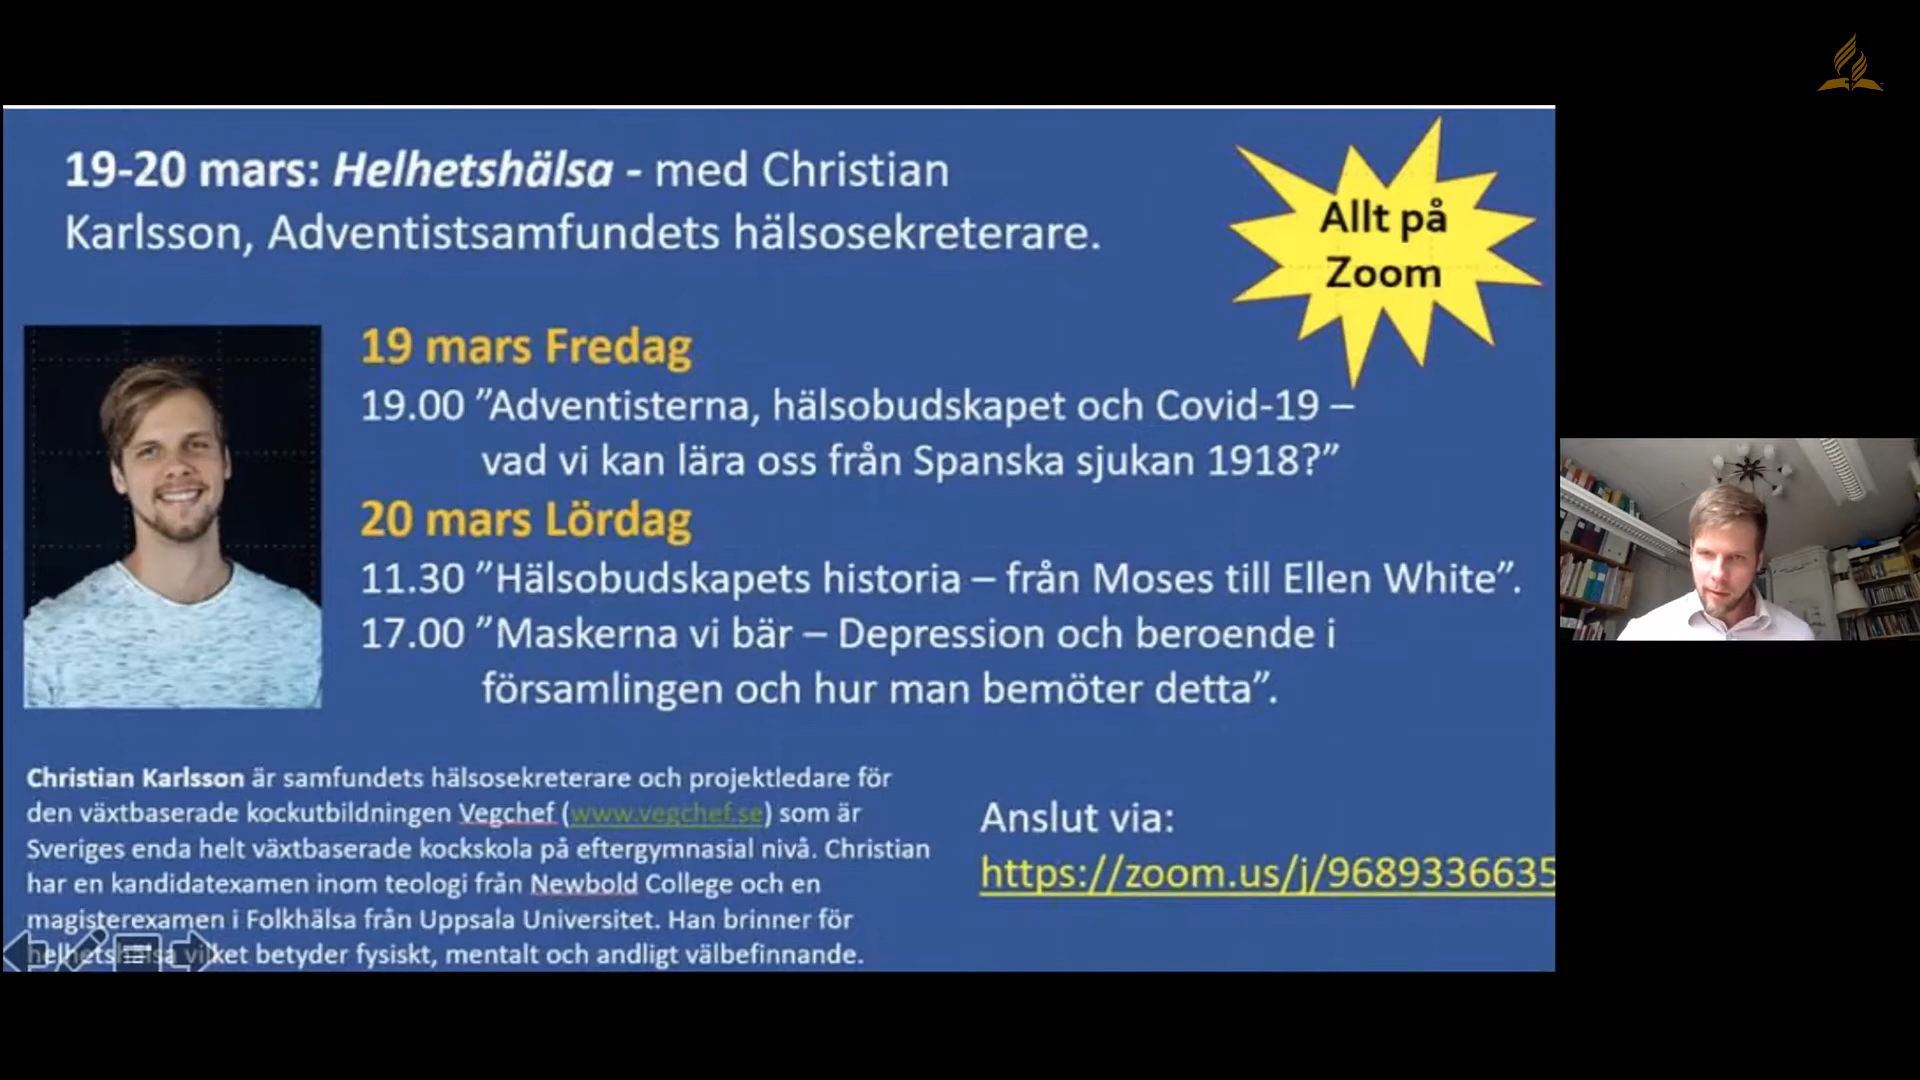 19-20 mars: Helhetshälsa - med Christian
Karlsson, Adventistsamfundets hälsosekreterare.
Allt på
Zoom
19 mars Fredag
19.00 ”Adventisterna, hälsobudskapet och Covid-19 –
vad vi kan lära oss från Spanska sjukan 1918?”
20 mars Lördag
11.30 ”Hälsobudskapets historia – från Moses till Ellen White”.
17.00 ”Maskerna vi bär – Depression och beroende i
församlingen och hur man bemöter detta”.
Christian Karlsson är samfundets hälsosekreterare och projektledare för
den växtbaserade kockutbildningen Vegchef (www.vegchef.se) som är
Sveriges enda helt växtbaserade kockskola på eftergymnasial nivå. Christian
har en kandidatexamen inom teologi från Newbold College och en
magisterexamen i Folkhälsa från Uppsala Universitet. Han brinner för
helhetshälsa vilket betyder fysiskt, mentalt och andligt välbefinnande.
Anslut via:
https://zoom.us/j/9689336635